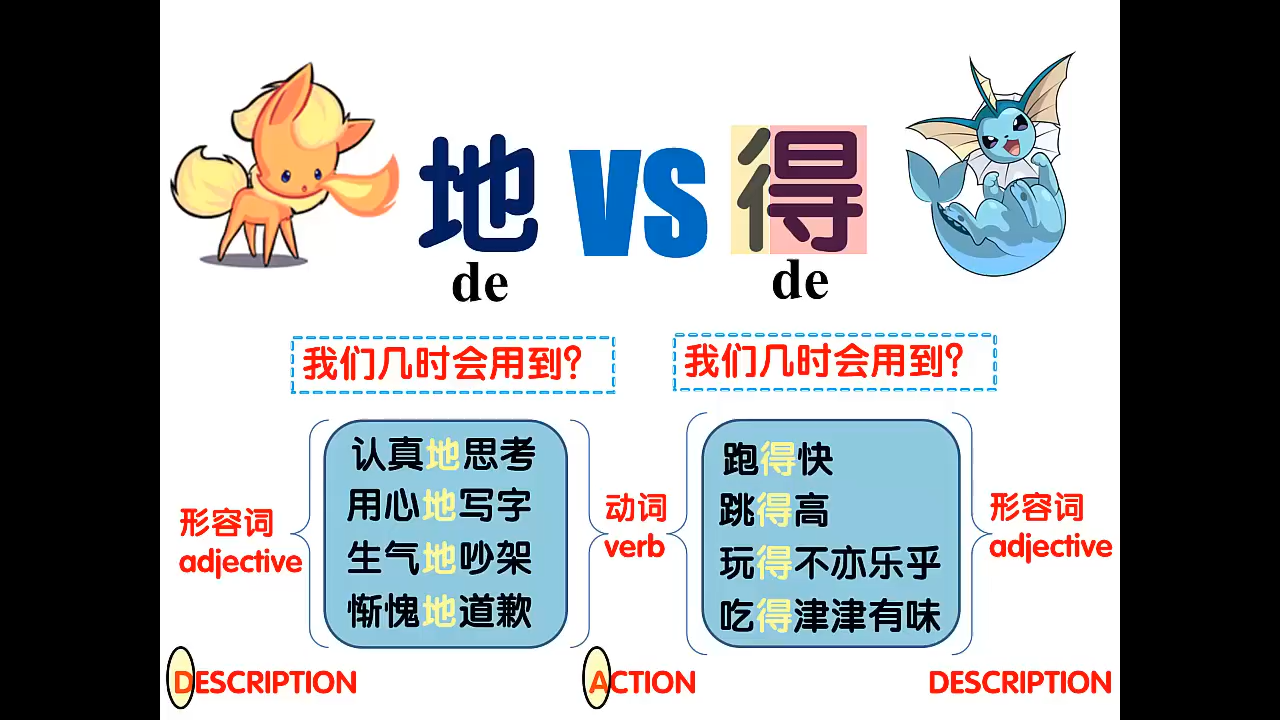 地 VS 得
de
de
我们几时会用到?
我们几时会用到?
认真地思考
用心地写字
生气地吵架
惭愧地道歉
形容词
adjective
动词
verb
跑得快
跳得高
玩得不亦乐乎
吃得津津有味
形容词
adjective
DESCRIPTION
ACTION
DESCRIPTION